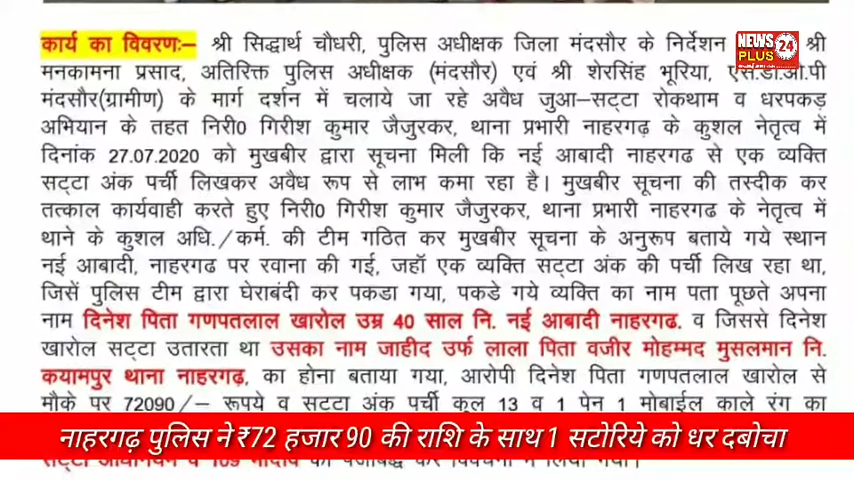 कार्य का विवरणः– श्री सिद्धार्थ चौधरी, पुलिस अधीक्षक जिला मंदसौर के निर्देशन श्री
NEWS PLUS 24
मनकामना प्रसाद, अतिरिक्त पुलिस अधीक्षक (मंदसौर) एवं श्री शेरसिंह भूरिया, एस.डी.ओ.पी
मंदसौर(ग्रामीण) के मार्ग दर्शन में चलाये जा रहे अवैध जुआ–सट्टा रोकथाम व धरपकड़
अभियान के तहत निरी0 गिरीश कुमार जैजुरकर, थाना प्रभारी नाहरगढ़ के कुशल नेतृत्व में
दिनांक 27.07.2020 को मुखबीर द्वारा सूचना मिली कि नई आबादी नाहरगढ से एक व्यक्ति
सट्टा अंक पर्ची लिखकर अवैध रूप से लाभ कमा रहा है। मुखबीर सूचना की तस्दीक कर
तत्काल कार्यवाही करते हुए निरी0 गिरीश कुमार जैजुरकर, थाना प्रभारी नाहरगढ के नेतृत्व में
थाने के कुशल अधि./कर्म. की टीम गठित कर मुखबीर सूचना के अनुरूप बताये गये स्थान
नई आबादी, नाहरगढ पर रवाना की गई, जहॉ एक व्यक्ति सट्टा अंक की पर्ची लिख रहा था,
जिसें पुलिस टीम द्वारा घेराबंदी कर पकडा गया, पकडे गये व्यक्ति का नाम पता पूछते अपना
नाम दिनेश पिता गणपतलाल खारोल उम्र 40 साल नि. नई आबादी नाहरगढ. व जिससे दिनेश
खारोल सट्टा उतारता था उसका नाम जाहीद उर्फ लाला पिता वजीर मोहम्मद मुसलमान नि.
कयामपुर थाना नाहरगढ़, का होना बताया गया, आरोपी दिनेश पिता गणपतलाल खारोल से
मौके पर 72090/– रूपये व सटटा अंक पर्ची कुल 13 व 1 पेन 1 मोबाईल काले रंग का
नाहरगढ़ पुलिस ने ₹72 हजार 90 की राशि के साथ 1 सटोरिये को धर दबोचा